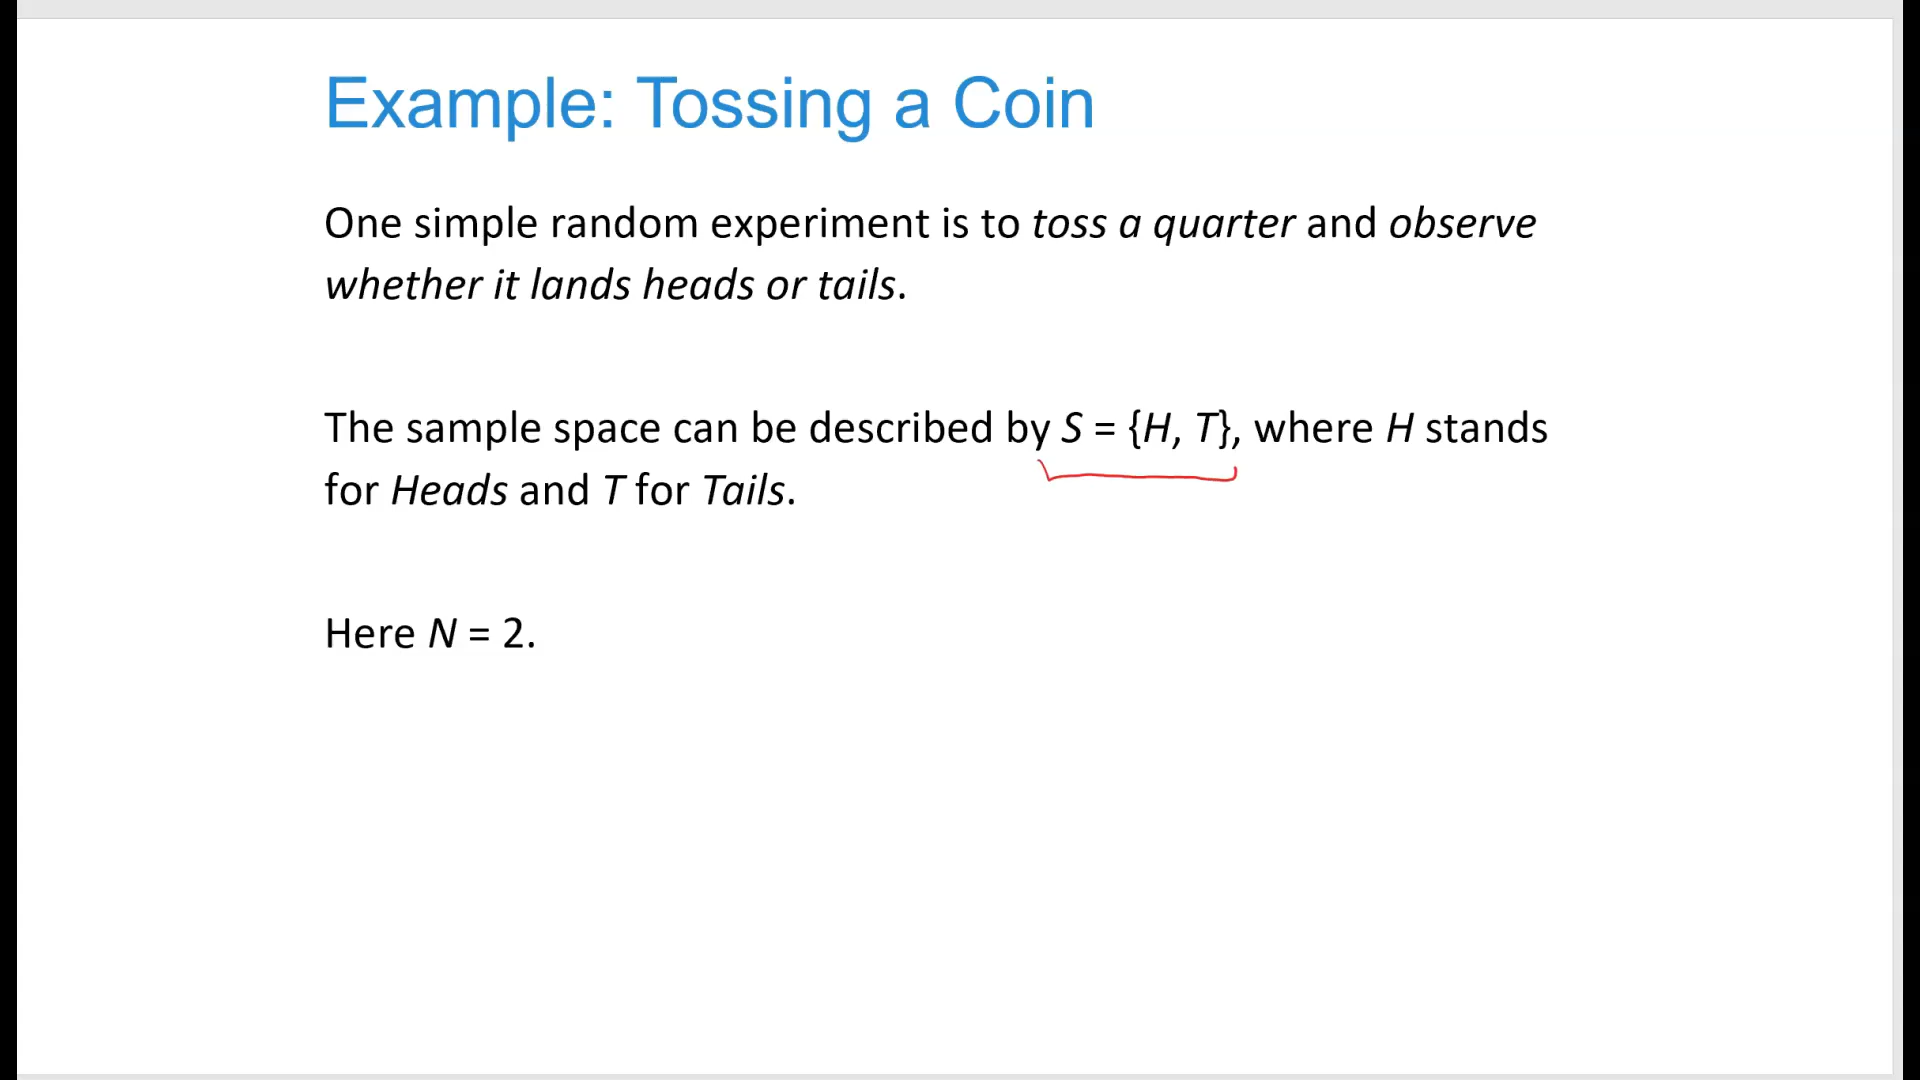 Example: Tossing a Coin
One simple random experiment is to toss a quarter and observe
whether it lands heads or tails.
The sample space can be described by S = {H, T}, where H stands
for Heads and T for Tails.
Here N = 2.